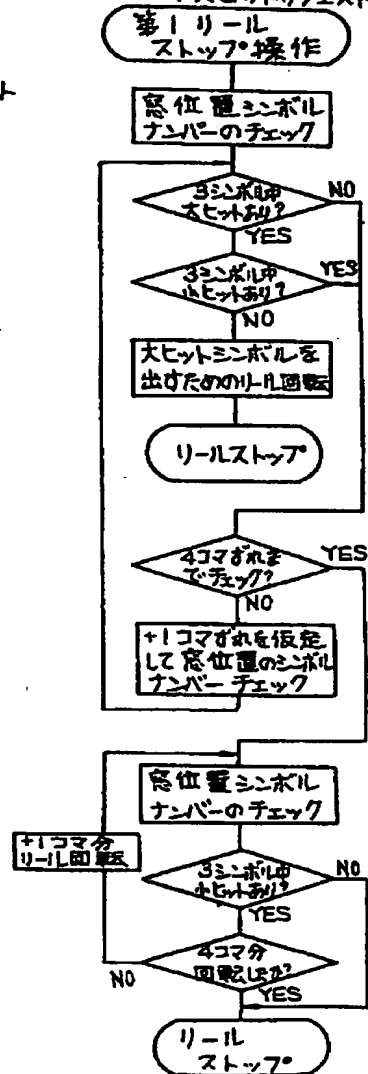 ト
第1リール
ストップ操作
窓位置シンボル
ナンバーのチェック
3シンボル中
大ヒットあり?
NO
YES
3シンボル中
小ヒットあり?
YES
NO
大ヒットシンボルを
出すためのリール回転
リールストップ
4コマずれま
でチェック?
YES
NO
+1コマずれを仮定
して窓位置のシンボル
ナンバーチェック
窓位置シンボル
ナンバーのチェック
+1コマ分
リール回転
3シンボル中
小ヒットあり?
NO
YES
4コマ分
回転したか?
NO
YES
リール
ストップ